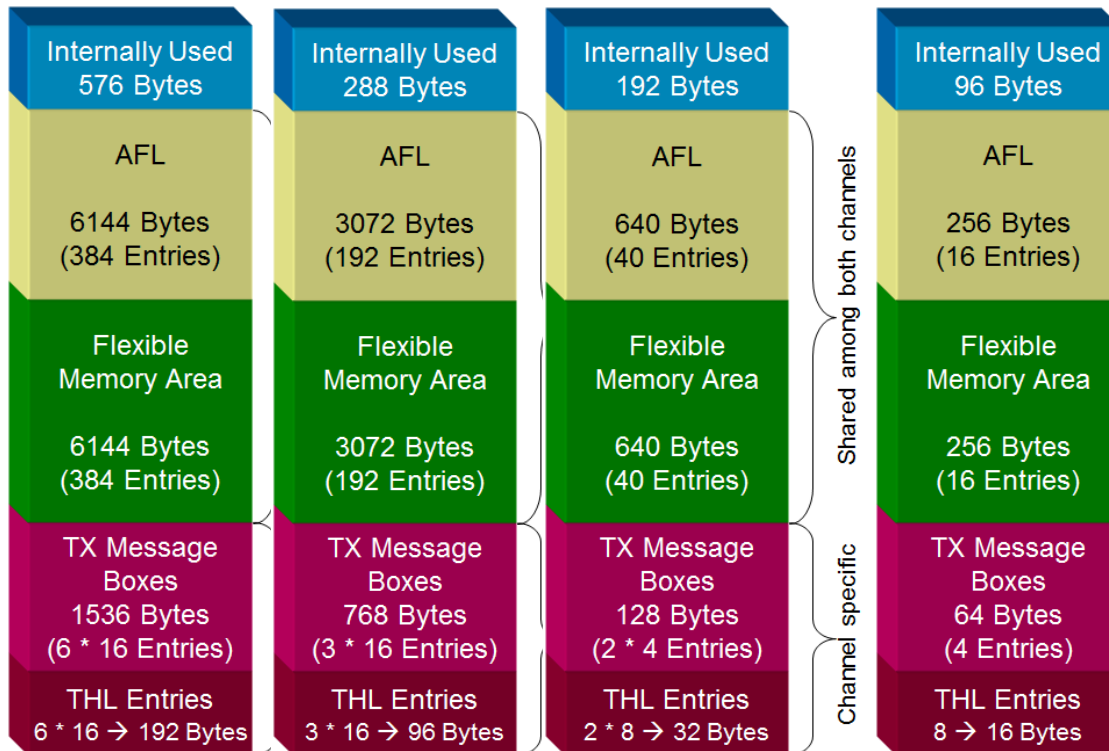 Internally Used
576 Bytes
AFL
6144 Bytes
(384 Entries)
Flexible
Memory Area
6144 Bytes
(384 Entries)
TX Message
Boxes
1536 Bytes
(6 * 16 Entries)
THL Entries
6 * 16 → 192 Bytes
Internally Used
288 Bytes
AFL
3072 Bytes
(192 Entries)
Flexible
Memory Area
3072 Bytes
(192 Entries)
TX Message
Boxes
768 Bytes
(3 * 16 Entries)
THL Entries
3 * 16 → 96 Bytes
Internally Used
192 Bytes
AFL
640 Bytes
(40 Entries)
Flexible
Memory Area
640 Bytes
(40 Entries)
TX Message
Boxes
128 Bytes
(2 * 4 Entries)
THL Entries
2 * 8 → 32 Bytes
Shared among both channels
Channel specific
Internally Used
96 Bytes
AFL
256 Bytes
(16 Entries)
Flexible
Memory Area
256 Bytes
(16 Entries)
TX Message
Boxes
64 Bytes
(4 Entries)
THL Entries
8 → 16 Bytes